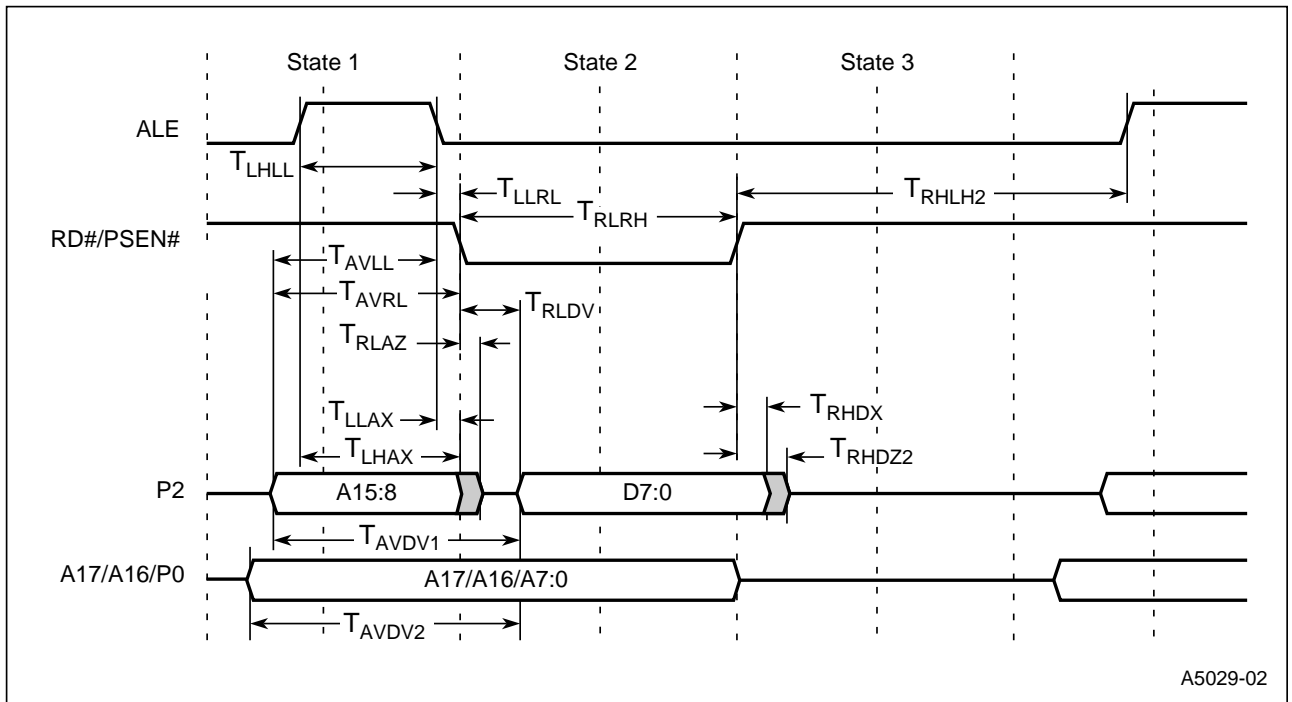 State 1 State 2 State 3
ALE
TLHLL
TLLRL
TRHLH2
TRLRH
RD#/PSEN#
TAVLL
TAVRL
TRLDV
TRLAZ
TLLAX
TRHDX
TLHAX
TRHDZ2
P2 A15:8 D7:0
TAVDV1
A17/A16/P0 A17/A16/A7:0
TAVDV2
A5029-02